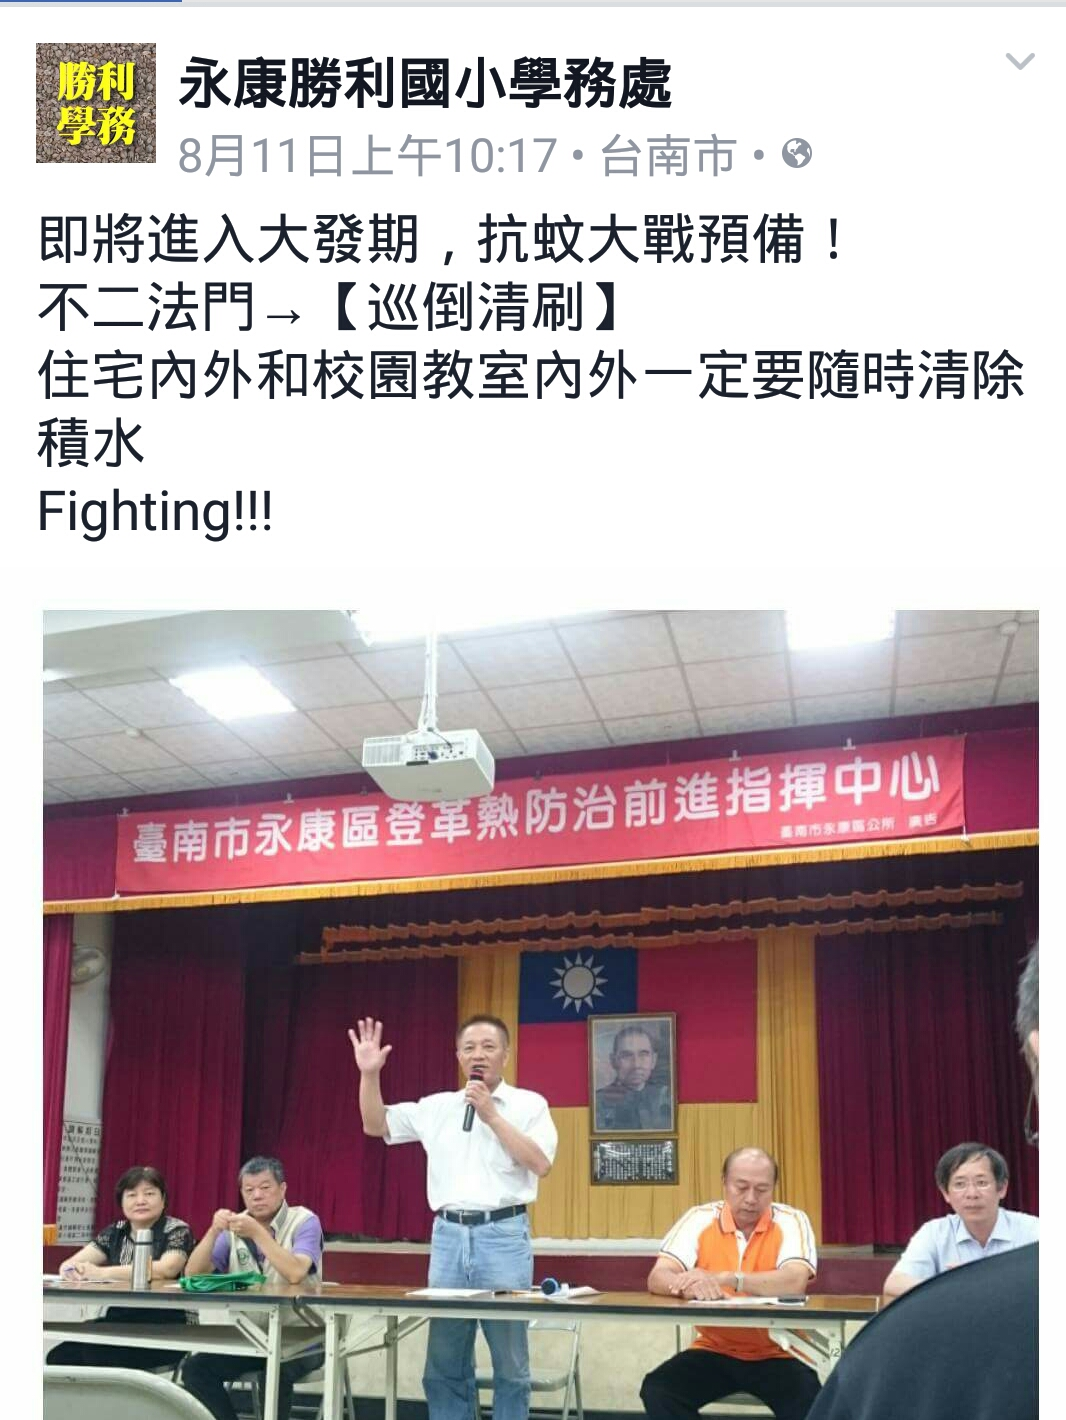 勝利
學務
永康勝利國小學務處
8月11日上午10:17 • 台南市 •
即將進入大發期，抗蚊大戰預備！
不二法門→【巡倒清刷】
住宅內外和校園教室內外一定要隨時清除
積水
Fighting!!!
臺南市永康區登革熱防治前進指揮中心
臺南市永康區公所 廣告